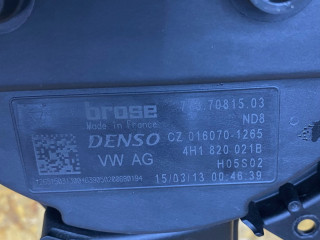 brose
70815.03
Made in France
ND8
DENSO
CZ 016070-1265
VW AG
4H1 820 021B
H05S02
15/03/13 00:46:39